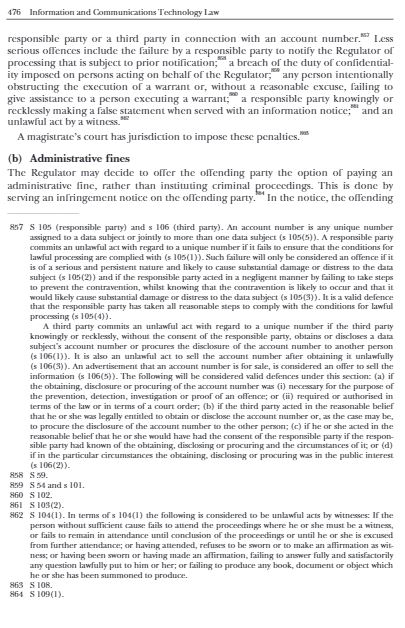 476 Information and Communications Technology Law
responsible party or a third party in connection with an account number.857 Less
serious offences include the failure by a responsible party to notify the Regulator of
processing that is subject to prior notification;858 a breach of the duty of confidential-
ity imposed on persons acting on behalf of the Regulator;859 any person intentionally
obstructing the execution of a warrant or, without a reasonable excuse, failing to
give assistance to a person executing a warrant;860 a responsible party knowingly or
recklessly making a false statement when served with an information notice;861 and an
unlawful act by a witness.862
A magistrate's court has jurisdiction to impose these penalties.863
(b) Administrative fines
The Regulator may decide to offer the offending party the option of paying an
administrative fine, rather than instituting criminal proceedings. This is done by
serving an infringement notice on the offending party.864 In the notice, the offending
857 S 105 (responsible party) and s 106 (third party). An account number is any unique number
assigned to a data subject or jointly to more than one data subject (s 105(5)). A responsible party
commits an unlawful act with regard to a unique number if it fails to ensure that the conditions for
lawful processing are complied with (s 105(1)). Such failure will only be considered an offence if it
is of a serious and persistent nature and likely to cause substantial damage or distress to the data
subject (s 105(2)) and if the responsible party acted in a negligent manner by failing to take steps
to prevent the contravention, whilst knowing that the contravention is likely to occur and that it
would likely cause substantial damage or distress to the data subject (s 105(3)). It is a valid defence
that the responsible party has taken all reasonable steps to comply with the conditions for lawful
processing (s 105(4)).
A third party commits an unlawful act with regard to a unique number if the third party
knowingly or recklessly, without the consent of the responsible party, obtains or discloses a data
subject's account number or procures the disclosure of the account number to another person
(s 106(1)). It is also an unlawful act to sell the account number after obtaining it unlawfully
(s 106(3)). An advertisement that an account number is for sale, is considered an offer to sell the
information (s 106(5)). The following will be considered valid defences under this section: (a) if
the obtaining, disclosure or procuring of the account number was (i) necessary for the purpose of
the prevention, detection, investigation or proof of an offence; or (ii) required or authorised in
terms of the law or in terms of a court order; (b) if the third party acted in the reasonable belief
that he or she was legally entitled to obtain or disclose the account number or, as the case may be,
to procure the disclosure of the account number to the other person; (c) if he or she acted in the
reasonable belief that he or she would have had the consent of the responsible party if the respon-
sible party had known of the obtaining, disclosing or procuring and the circumstances of it; or (d)
if in the particular circumstances the obtaining, disclosing or procuring was in the public interest
(s 106(2)).
858 S 59.
859 S 54 and s 101.
860 S 102.
861 S 103(2).
862 S 104(1). In terms of s 104(1) the following is considered to be unlawful acts by witnesses: If the
person without sufficient cause fails to attend the proceedings where he or she must be a witness,
or fails to remain in attendance until conclusion of the proceedings or until he or she is excused
from further attendance; or having attended, refuses to be sworn or to make an affirmation as wit-
ness; or having been sworn or having made an affirmation, failing to answer fully and satisfactorily
any question lawfully put to him or her; or failing to produce any book, document or object which
he or she has been summoned to produce.
863 S 108.
864 S 109(1).